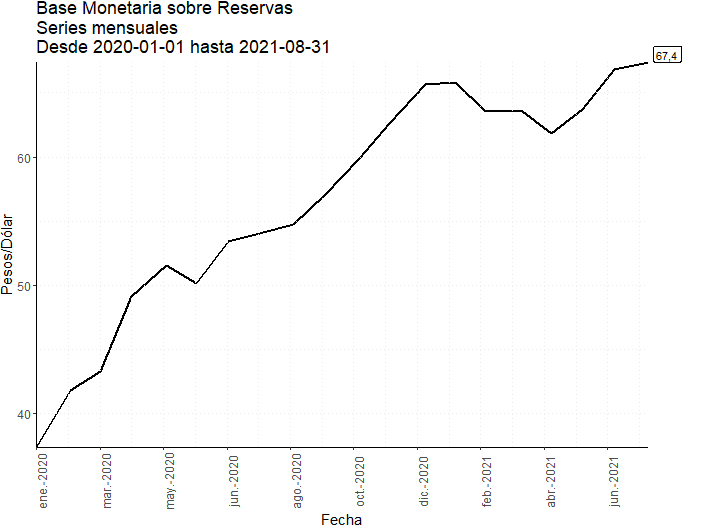 Base Monetaria sobre Reservas
Series mensuales
Desde 2020-01-01 hasta 2021-08-31
67,4
Pesos/Dólar
60
50
40
ene.-2020
mar.-2020
may.-2020
jun.-2020
ago.-2020
oct.-2020
dic.-2020
feb.-2021
abr.-2021
jun.-2021
Fecha